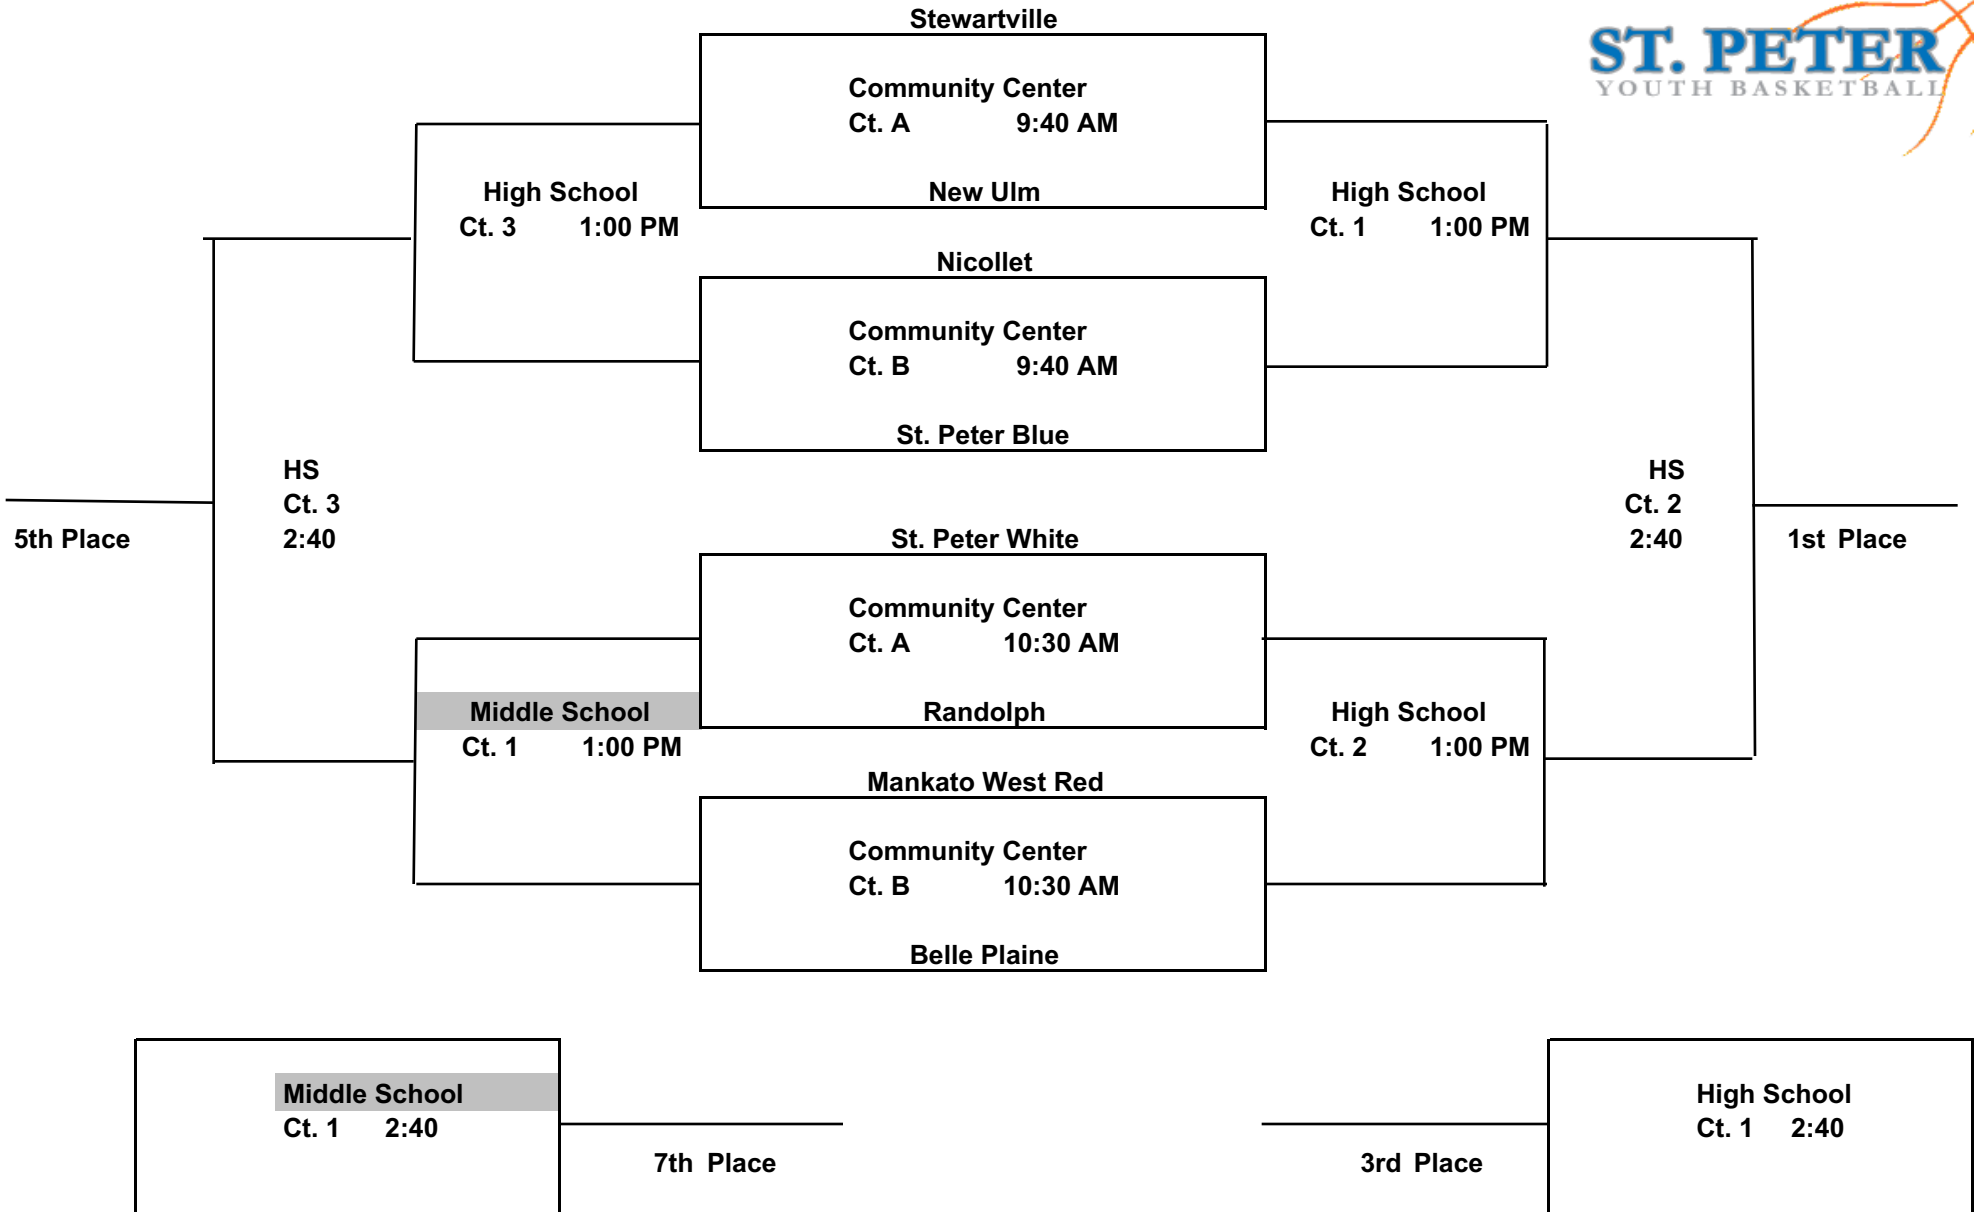 Stewartville
ST. PETER
YOUTH BASKETBALL
Community Center
Ct. A 9:40 AM
High School
New Ulm
High School
Ct. 3 1:00 PM
Ct. 1 1:00 PM
Nicollet
Community Center
Ct. B 9:40 AM
St. Peter Blue
HS
HS
Ct. 3
Ct. 2
5th Place
2:40
St. Peter White
2:40
1st Place
Community Center
Ct. A 10:30 AM
Middle School
Randolph
High School
Ct. 1 1:00 PM
Ct. 2 1:00 PM
Mankato West Red
Community Center
Ct. B 10:30 AM
Belle Plaine
Middle School
High School
Ct. 1 2:40
Ct. 1 2:40
7th Place
3rd Place